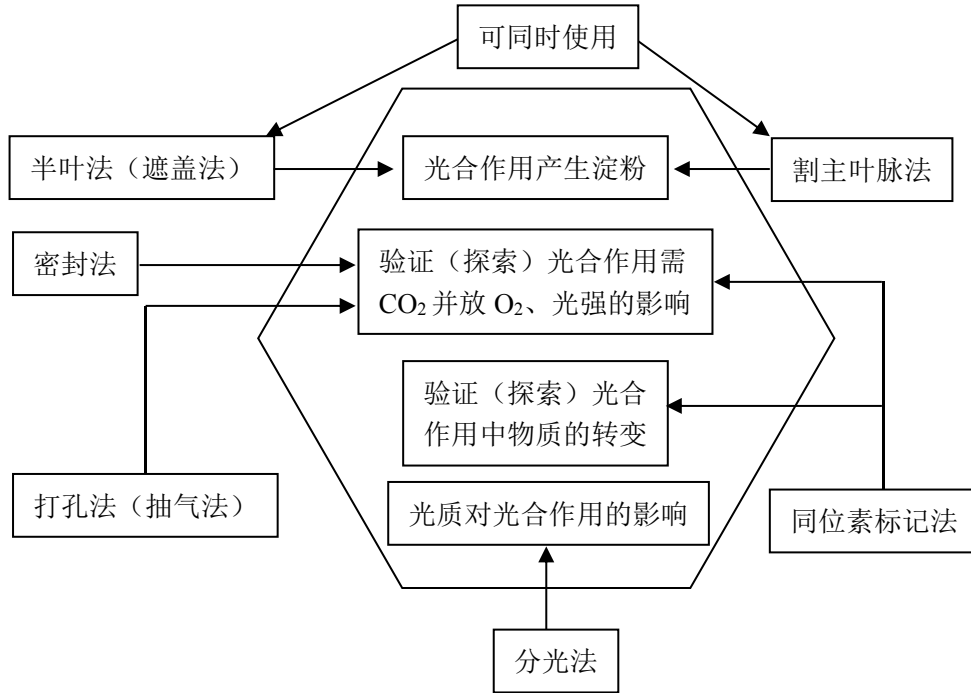 可同时使用
半叶法（遮盖法）
光合作用产生淀粉
割主叶脉法
密封法
验证（探索）光合作用需
CO₂并放 O₂、光强的影响
验证（探索）光合
作用中物质的转变
打孔法（抽气法）
光质对光合作用的影响
同位素标记法
分光法